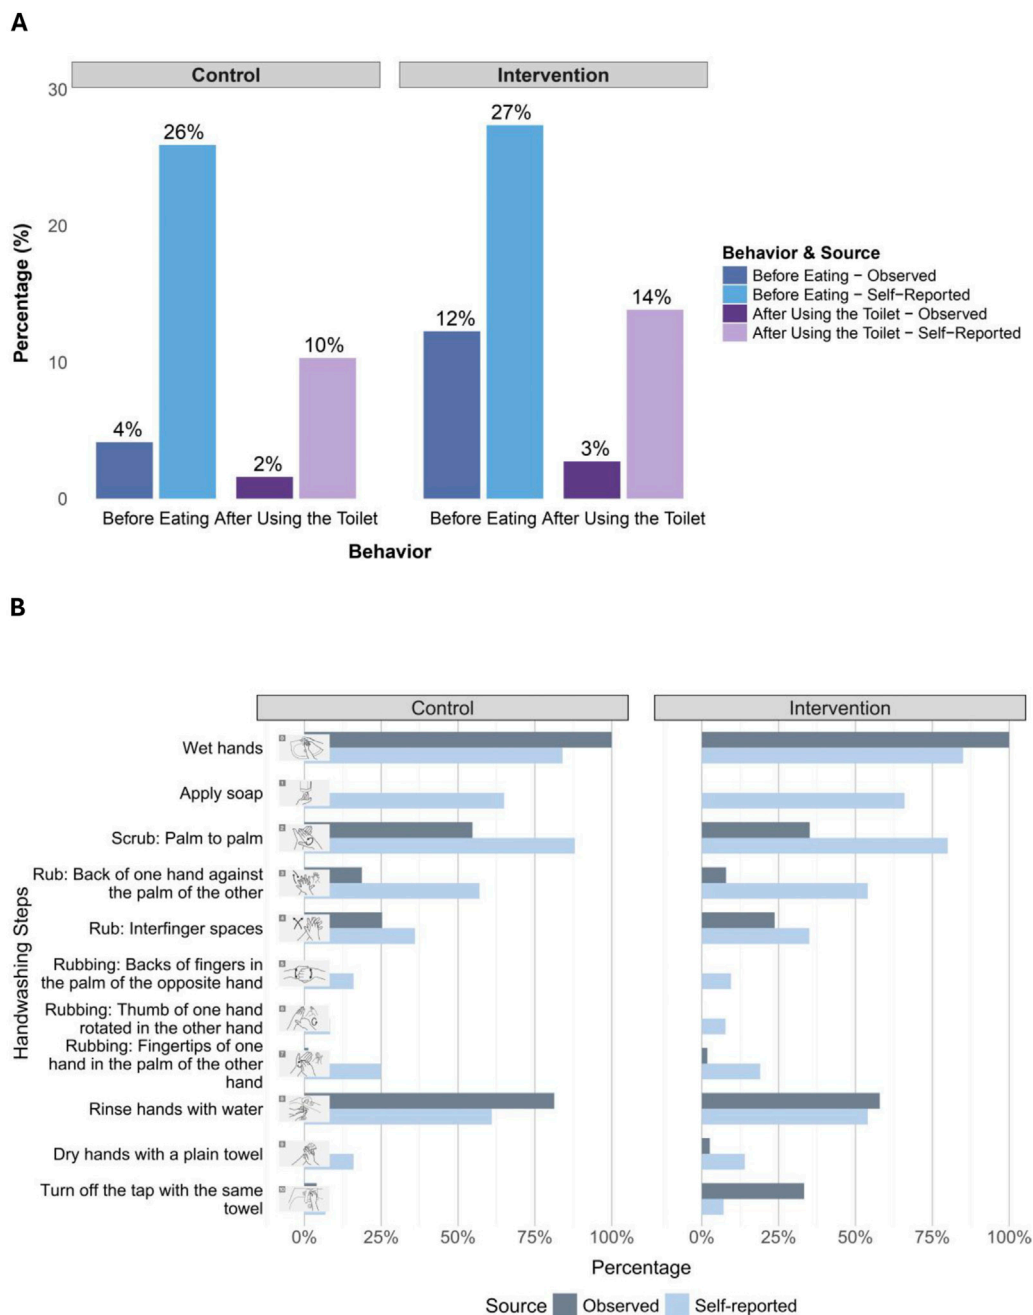 A
Control
Intervention
30
20
10
0
Percentage (%)
26%
4%
2%
10%
27%
12%
3%
14%
Before Eating After Using the Toilet
Before Eating After Using the Toilet
Behavior
Behavior & Source
Before Eating − Observed
Before Eating − Self-Reported
After Using the Toilet − Observed
After Using the Toilet − Self-Reported
B
Control
Intervention
Handwashing Steps
Wet hands
Apply soap
Scrub: Palm to palm
Rub: Back of one hand against
the palm of the other
Rub: Interfinger spaces
Rubbing: Backs of fingers in
the palm of the opposite hand
Rubbing: Thumb of one hand
rotated in the other hand
Rubbing: Fingertips of one
hand in the palm of the other
hand
Rinse hands with water
Dry hands with a plain towel
Turn off the tap with the same
towel
0% 25% 50% 75% 100%
0% 25% 50% 75% 100%
Percentage
Source Observed Self-reported